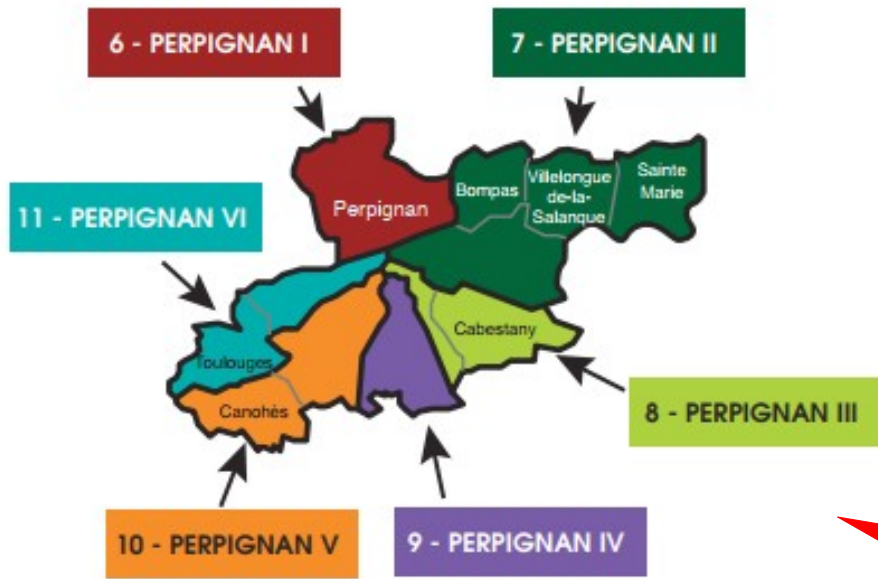 6 - PERPIGNAN I
7 - PERPIGNAN II
Bompas
Villelongue
de-la-
Salanque
Sainte
Marie
Perpignan
11 - PERPIGNAN VI
Cabestany
Toulouges
Canohès
8 - PERPIGNAN III
10 - PERPIGNAN V
9 - PERPIGNAN IV